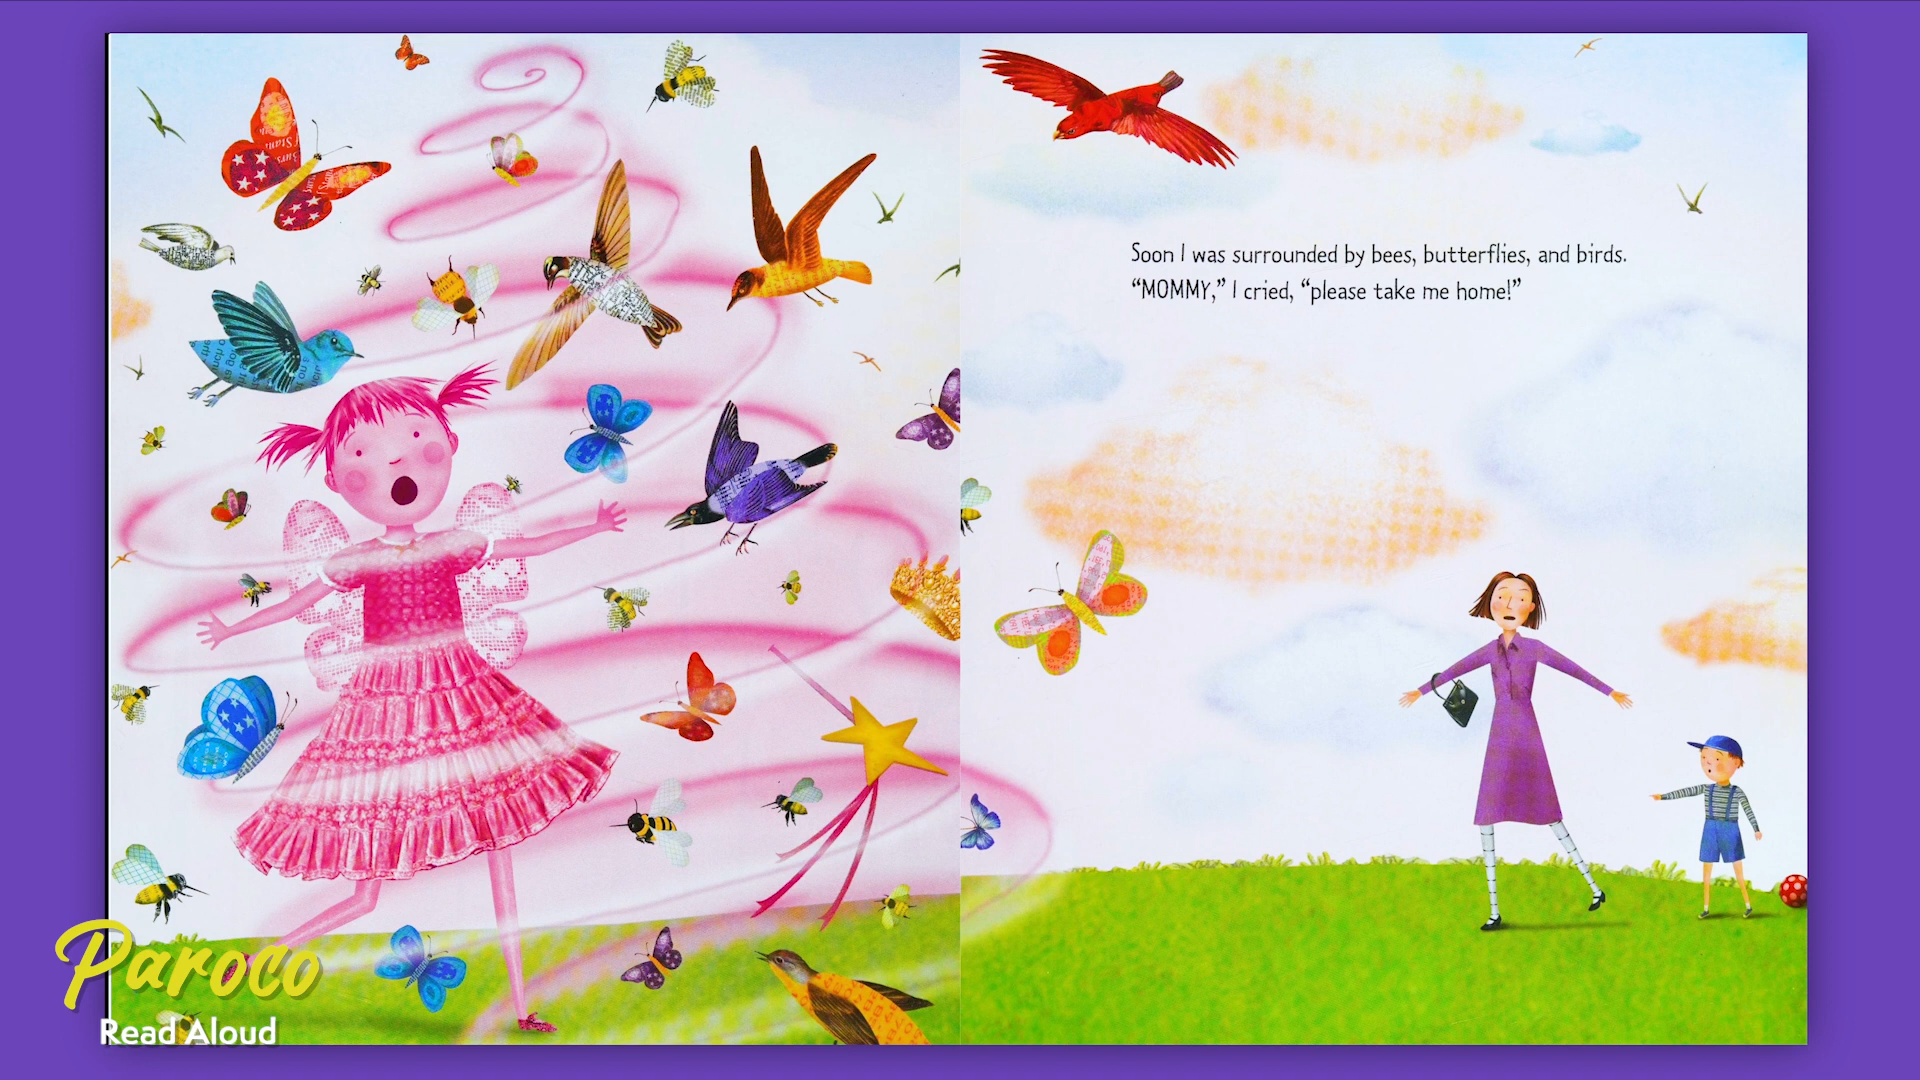 Soon I was surrounded by bees, butterflies, and birds.
“MOMMY,” I cried, “please take me home!”
Paroco
Read Aloud